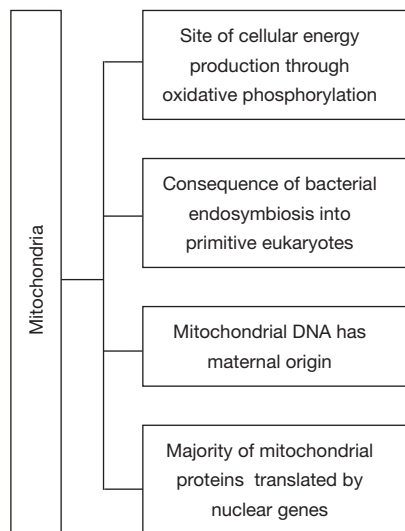 Mitochondria
Site of cellular energy
production through
oxidative phosphorylation
Consequence of bacterial
endosymbiosis into
primitive eukaryotes
Mitochondrial DNA has
maternal origin
Majority of mitochondrial
proteins translated by
nuclear genes